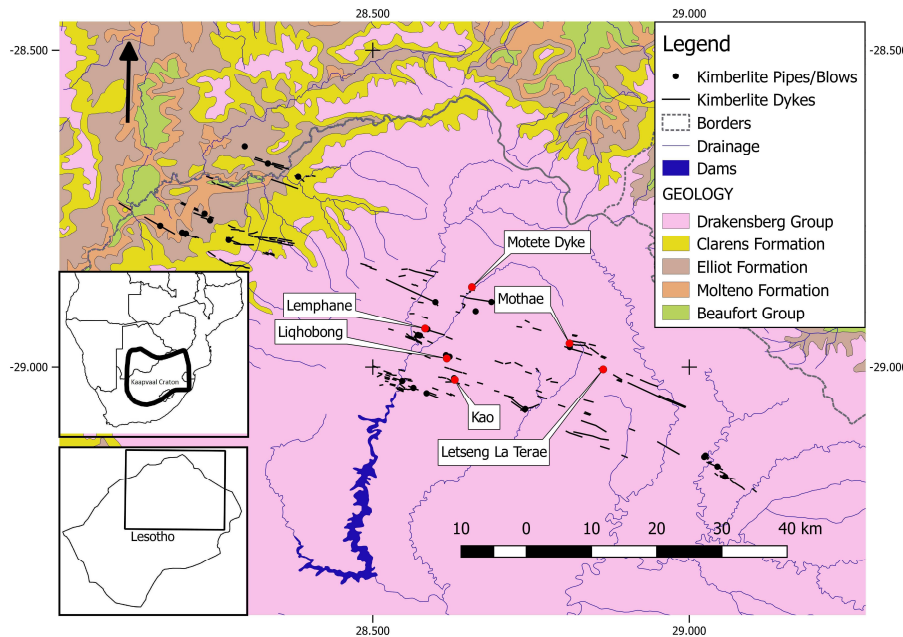 28.500 29.000
-28.500 -28.500
Legend
Kimberlite Pipes/Blows
Kimberlite Dykes
Borders
Drainage
Dams
GEOLOGY
Drakensberg Group
Clarens Formation
Elliot Formation
Molteno Formation
Beaufort Group
Motete Dyke
Mothae
Lemphane
Liqhobong
-29.000 -29.000
Kaapvaal Craton
Kao
Letseng La Terae
10 0 10 20 30 40 km
Lesotho
28.500 29.000